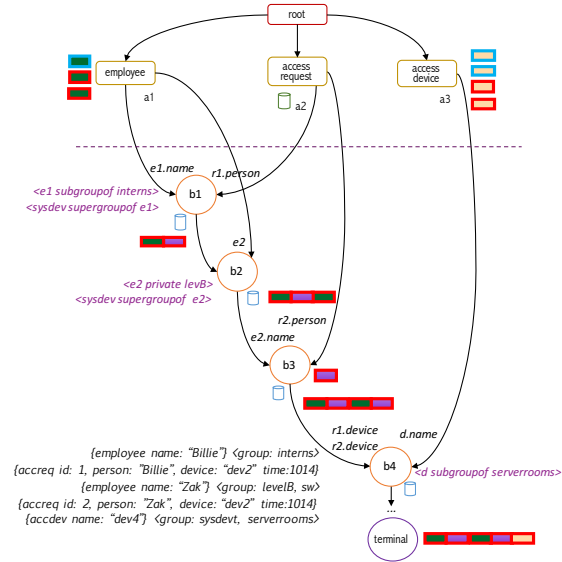 root
employee
access
request
access
device
a1
a2
a3
e1.name
r1.person
<e1 subgroupof interns>
<sysdev supergroupof e1>
b1
e2
b2
<e2 private levB>
<sysdev supergroupof e2>
r2.person
e2.name
b3
r1.device
r2.device
d.name
b4
<d subgroupof serverrooms>
{employee name: “Billie”} <group: interns>
{accreq id: 1, person: ”Billie”, device: “dev2” time:1014}
{employee name: “Zak”} <group: levelB, sw>
{accreq id: 2, person: ”Zak”, device: “dev2” time:1014}
{accdev name: “dev4”} <group: sysdevt, serverrooms>
...
terminal